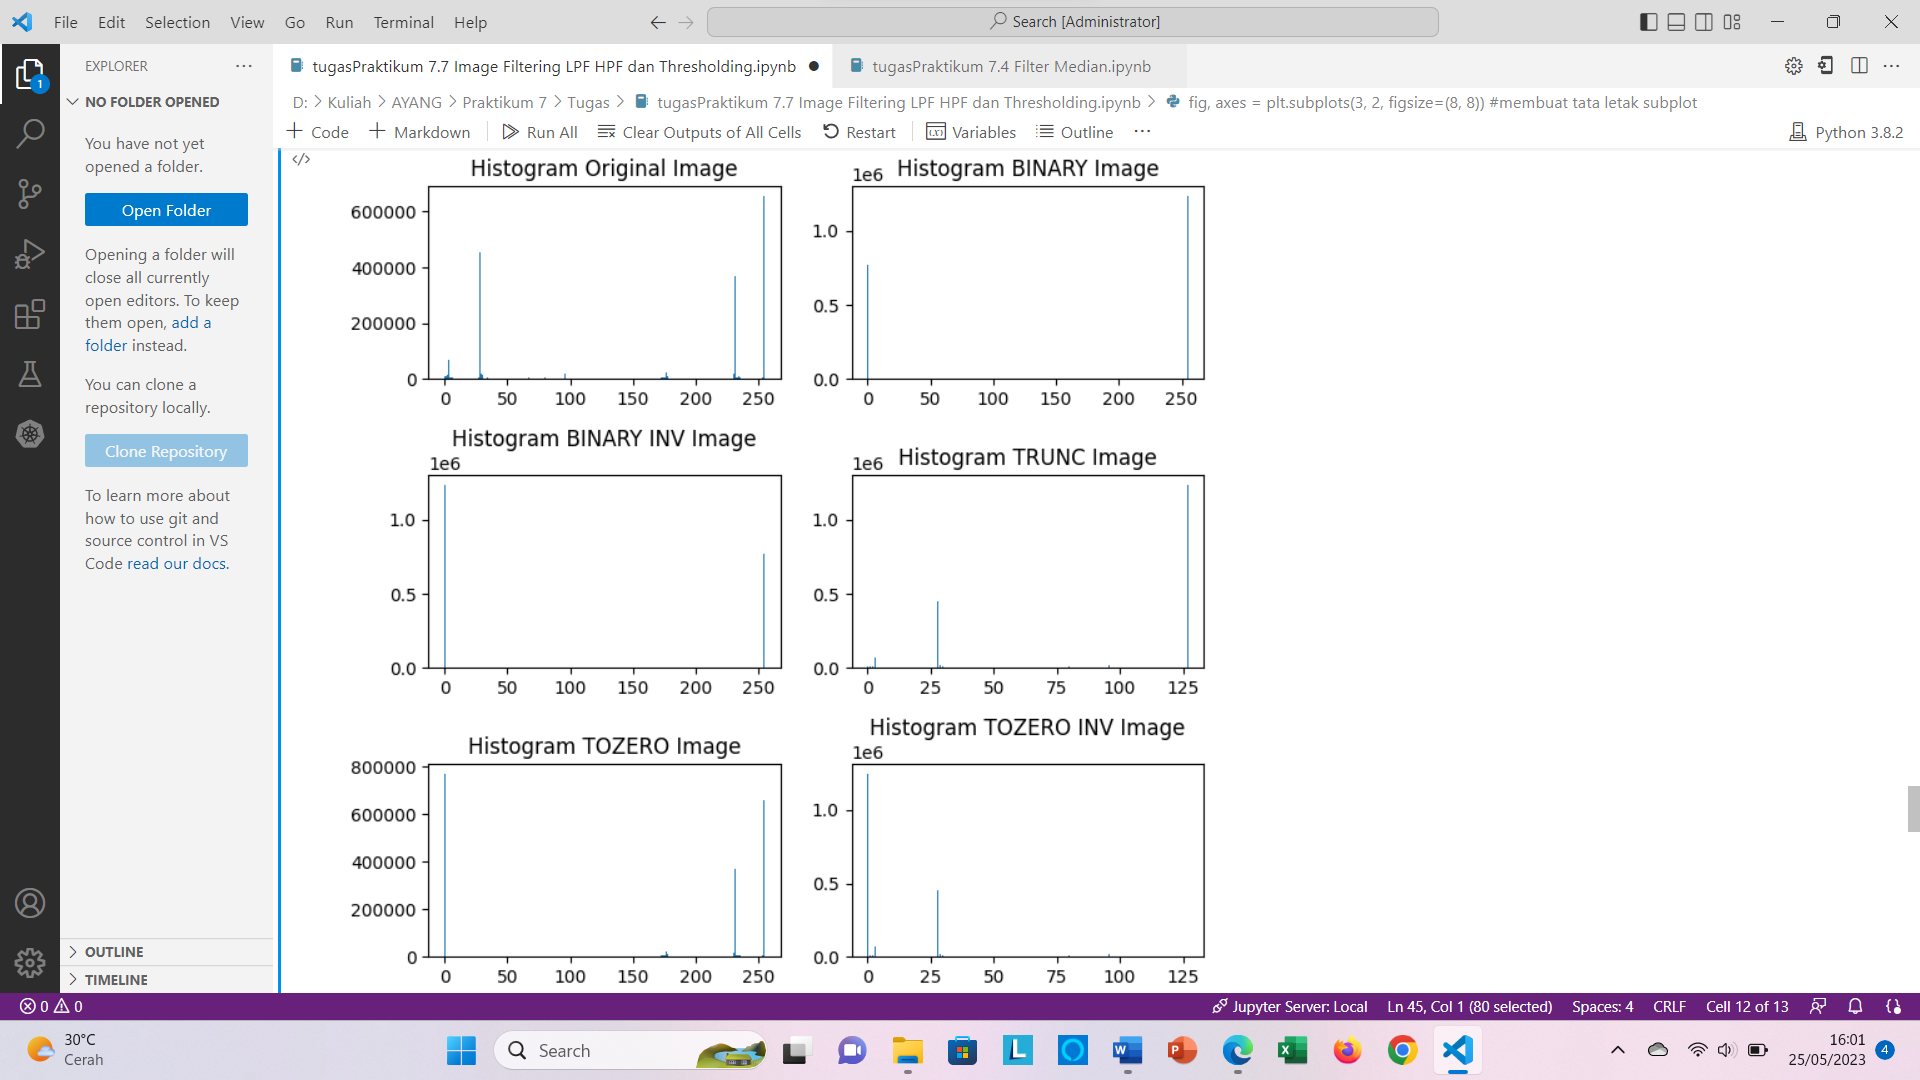 File Edit Selection View Go Run Terminal Help
Search [Administrator]
EXPLORER
NO FOLDER OPENED
You have not yet
opened a folder.
Open Folder
Opening a folder will
close all currently
open editors. To keep
them open, add a
folder instead.
You can clone a
repository locally.
Clone Repository
To learn more about
how to use git and
source control in VS
Code read our docs.
OUTLINE
TIMELINE
1
tugasPraktikum 7.7 Image Filtering LPF HPF dan Thresholding.ipynb
tugasPraktikum 7.4 Filter Median.ipynb
D: > Kuliah > AYANG > Praktikum 7 > Tugas > tugasPraktikum 7.7 Image Filtering LPF HPF dan Thresholding.ipynb > fig, axes = plt.subplots(3, 2, figsize=(8, 8)) #membuat tata letak subplot
+ Code + Markdown Run All Clear Outputs of All Cells Restart Variables Outline ...
Python 3.8.2
Histogram Original Image
600000
400000
200000
0
0 50 100 150 200 250
Histogram BINARY Image
1e6
1.0
0.5
0.0
0 50 100 150 200 250
Histogram BINARY INV Image
1e6
1.0
0.5
0.0
0 50 100 150 200 250
Histogram TRUNC Image
1e6
1.0
0.5
0.0
0 25 50 75 100 125
Histogram TOZERO Image
800000
600000
400000
200000
0
0 50 100 150 200 250
Histogram TOZERO INV Image
1e6
1.0
0.5
0.0
0 25 50 75 100 125
0 0
Jupyter Server: Local Ln 45, Col 1 (80 selected) Spaces: 4 CRLF Cell 12 of 13
30°C
Cerah
Search
16:01
25/05/2023
4